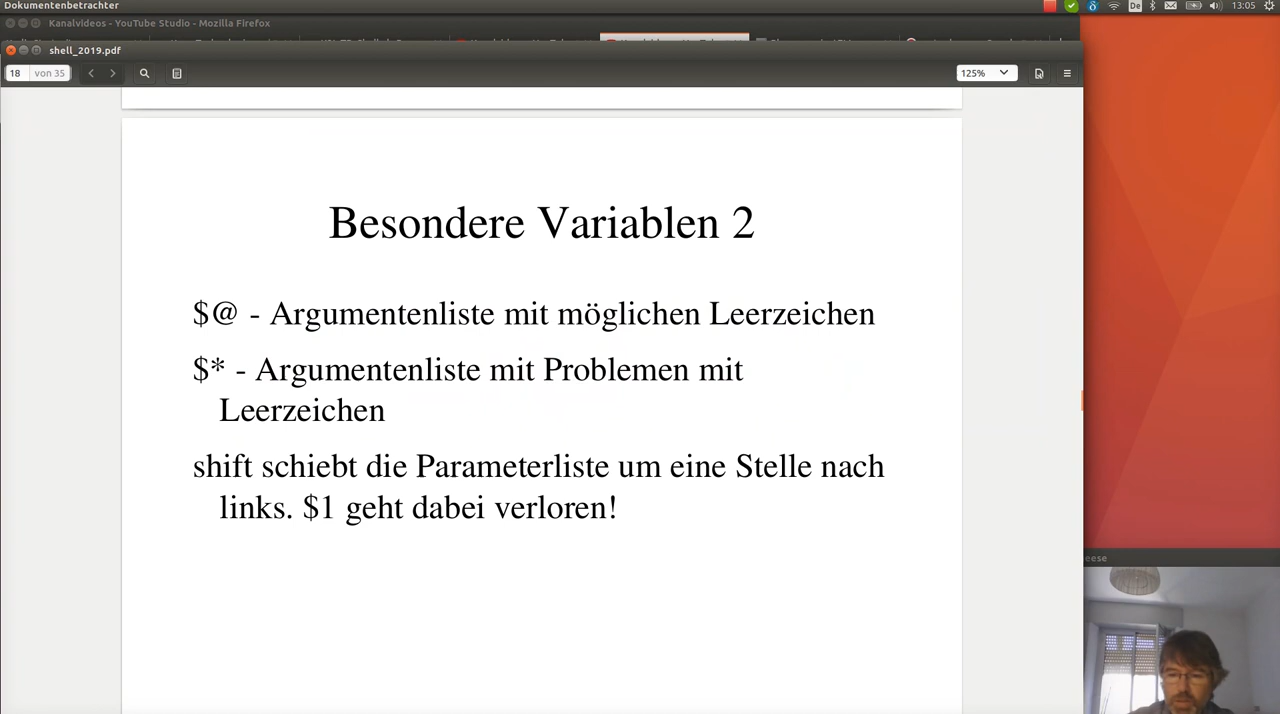 Dokumentenbetrachter
De
13:05
Kanalvideos - YouTube Studio - Mozilla Firefox
shell_2019.pdf
18 von 35
125%
Besondere Variablen 2
$@ - Argumentenliste mit möglichen Leerzeichen
$* - Argumentenliste mit Problemen mit
Leerzeichen
shift schiebt die Parameterliste um eine Stelle nach
links. $1 geht dabei verloren!
eese